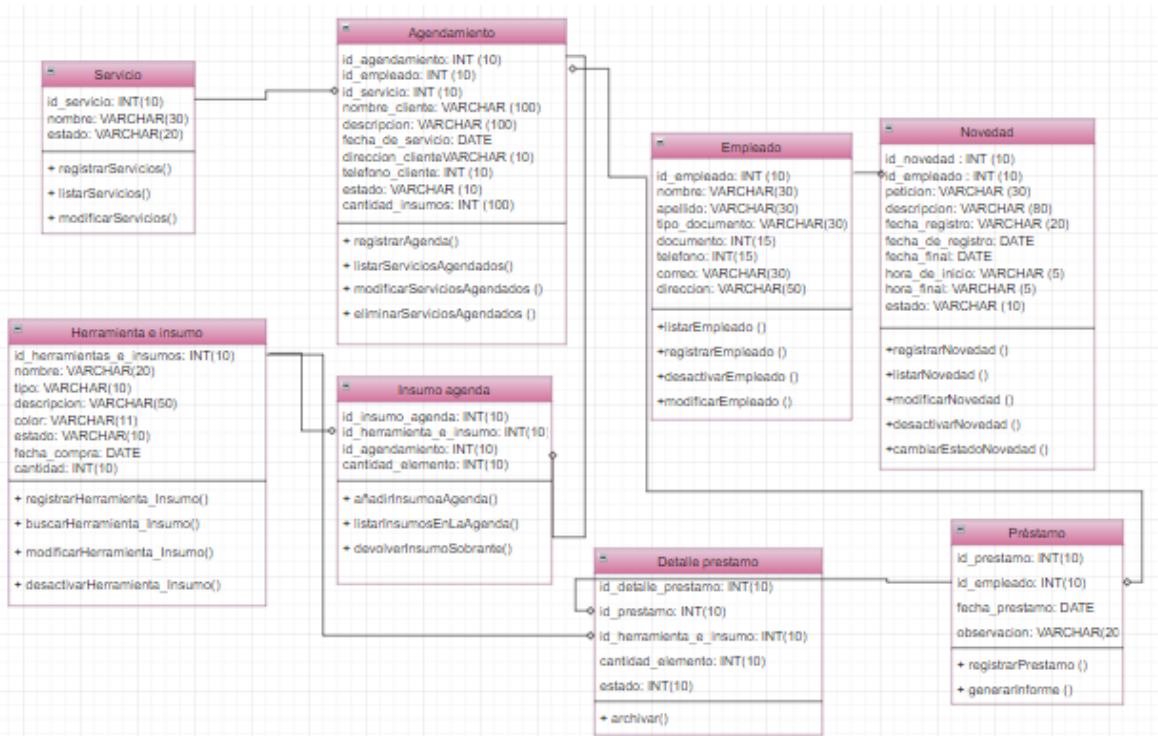 Agendamiento
id_agendamiento: INT (10)
id_empleado: INT (10)
id_servicio: INT (10)
nombre_cliente: VARCHAR (100)
descripcion: VARCHAR (100)
fecha_de_servicio: DATE
direccion_clienteVARCHAR (10)
telefono_cliente: INT (10)
estado: VARCHAR (10)
cantidad_insumos: INT (100)
+ registrarAgenda()
+ listarServiciosAgendados()
+ modificarServiciosAgendados ()
+ eliminarServiciosAgendados ()
Servicio
id_servicio: INT(10)
nombre: VARCHAR(30)
estado: VARCHAR(20)
+ registrarServicios()
+ listarServicios()
+ modificarServicios()
Empleado
id_empleado: INT (10)
nombre: VARCHAR(30)
apellido: VARCHAR(30)
tipo_documento: VARCHAR(30)
documento: INT(15)
telefono: INT(15)
correo: VARCHAR(30)
direccion: VARCHAR(50)
+listarEmpleado ()
+registrarEmpleado ()
+desactivarEmpleado ()
+modificarEmpleado ()
Novedad
id_novedad : INT (10)
id_empleado : INT (10)
peticion: VARCHAR (30)
descripcion: VARCHAR (80)
fecha_registro: VARCHAR (20)
fecha_de_registro: DATE
fecha_final: DATE
hora_de_inicio: VARCHAR (5)
hora_final: VARCHAR (5)
estado: VARCHAR (10)
+registrarNovedad ()
+listarNovedad ()
+modificarNovedad ()
+desactivarNovedad ()
+cambiarEstadoNovedad ()
Herramienta e insumo
id_herramientas_e_insumos: INT(10)
nombre: VARCHAR(20)
tipo: VARCHAR(10)
descripcion: VARCHAR(50)
color: VARCHAR(11)
estado: VARCHAR(10)
fecha_compra: DATE
cantidad: INT(10)
+ registrarHerramienta_Insumo()
+ buscarHerramienta_Insumo()
+ modificarHerramienta_Insumo()
+ desactivarHerramienta_Insumo()
Insumo agenda
id_insumo_agenda: INT(10)
id_herramienta_e_insumo: INT(10)
id_agendamiento: INT(10)
cantidad_elemento: INT(10)
+ añadirInsumoaAgenda()
+ listarInsumosEnLaAgenda()
+ devolverInsumoSobrante()
Detalle prestamo
id_detalle_prestamo: INT(10)
id_prestamo: INT(10)
id_herramienta_e_insumo: INT(10)
cantidad_elemento: INT(10)
estado: INT(10)
+ archivar()
Préstamo
id_prestamo: INT(10)
id_empleado: INT(10)
fecha_prestamo: DATE
observacion: VARCHAR(20
+ registrarPrestamo ()
+ generarInforme ()